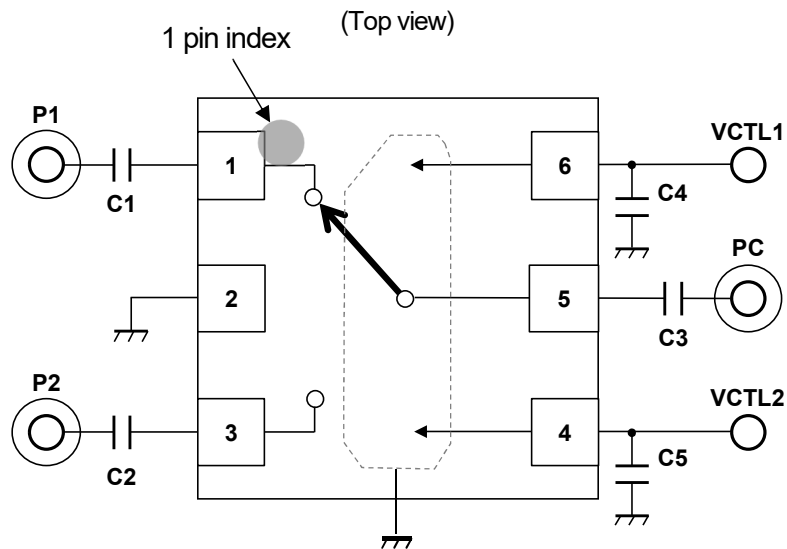 (Top view)
1 pin index
P1
VCTL1
1
6
C1
C4
PC
2
5
C3
P2
VCTL2
3
4
C2
C5